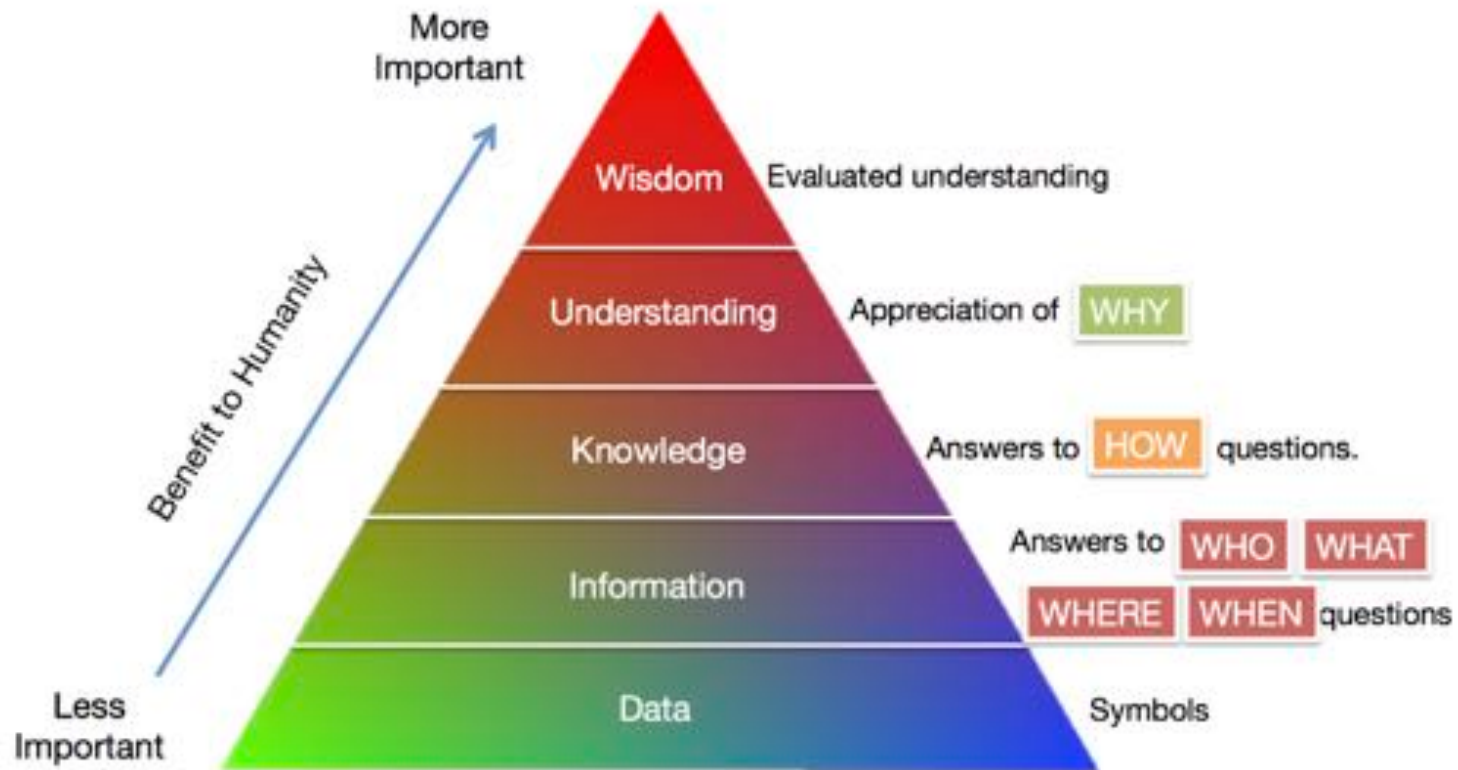 More
Important
Wisdom Evaluated understanding
Benefit to Humanity
Understanding Appreciation of WHY
Knowledge Answers to HOW questions.
Answers to WHO WHAT
Information
WHERE WHEN questions
Less
Important
Data Symbols